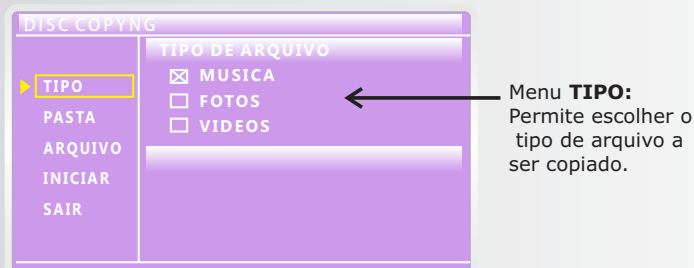 DISC COPYNG
TIPO DE ARQUIVO
MUSICA
FOTOS
VIDEOS
TIPO
PASTA
ARQUIVO
INICIAR
SAIR
Menu TIPO:
Permite escolher o
tipo de arquivo a
ser copiado.